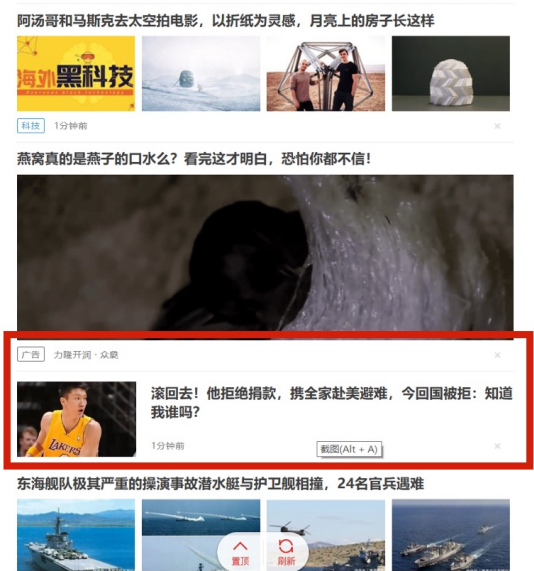 阿汤哥和马斯克去太空拍电影，以折纸为灵感，月亮上的房子长这样
海外黑科技
科技 1分钟前
燕窝真的是燕子的口水么？看完这才明白，恐怕你都不信！
广告 力隆开润·众嫔
滚回去！他拒绝捐款，携全家赴美避难，今回国被拒：知道
我谁吗？
LAKERS
1分钟前
截图(Alt + A)
东海舰队极其严重的操演事故潜水艇与护卫舰相撞，24名官兵遇难
置顶 刷新